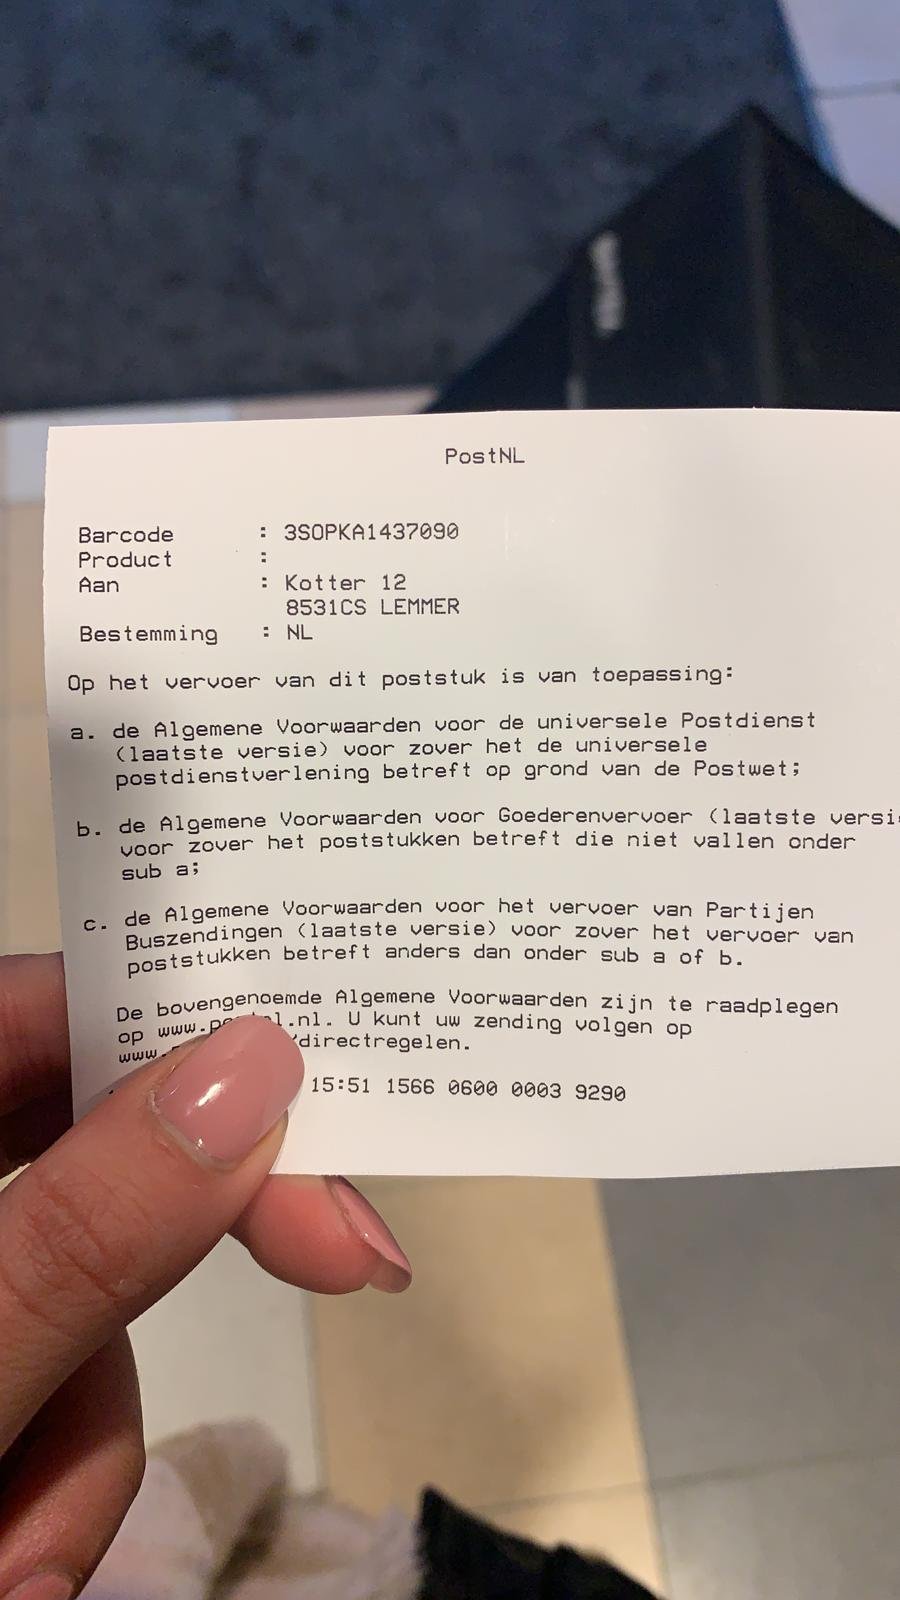 PostNL
Barcode : 3SOPKA1437090
Product :
Aan : Kotter 12
8531CS LEMMER
Bestemming : NL
Op het vervoer van dit poststuk is van toepassing:
a. de Algemene Voorwaarden voor de universele Postdienst
(laatste versie) voor zover het de universele
postdienstverlening betreft op grond van de Postwet;
b. de Algemene Voorwaarden voor Goederenvervoer (laatste versi
voor zover het poststukken betreft die niet vallen onder
sub a;
c. de Algemene Voorwaarden voor het vervoer van Partijen
Buszendingen (laatste versie) voor zover het vervoer van
poststukken betreft anders dan onder sub a of b.
De bovengenoemde Algemene Voorwaarden zijn te raadplegen
op www. .nl. U kunt uw zending volgen op
www. /directregelen.
15:51 1566 0600 0003 9290